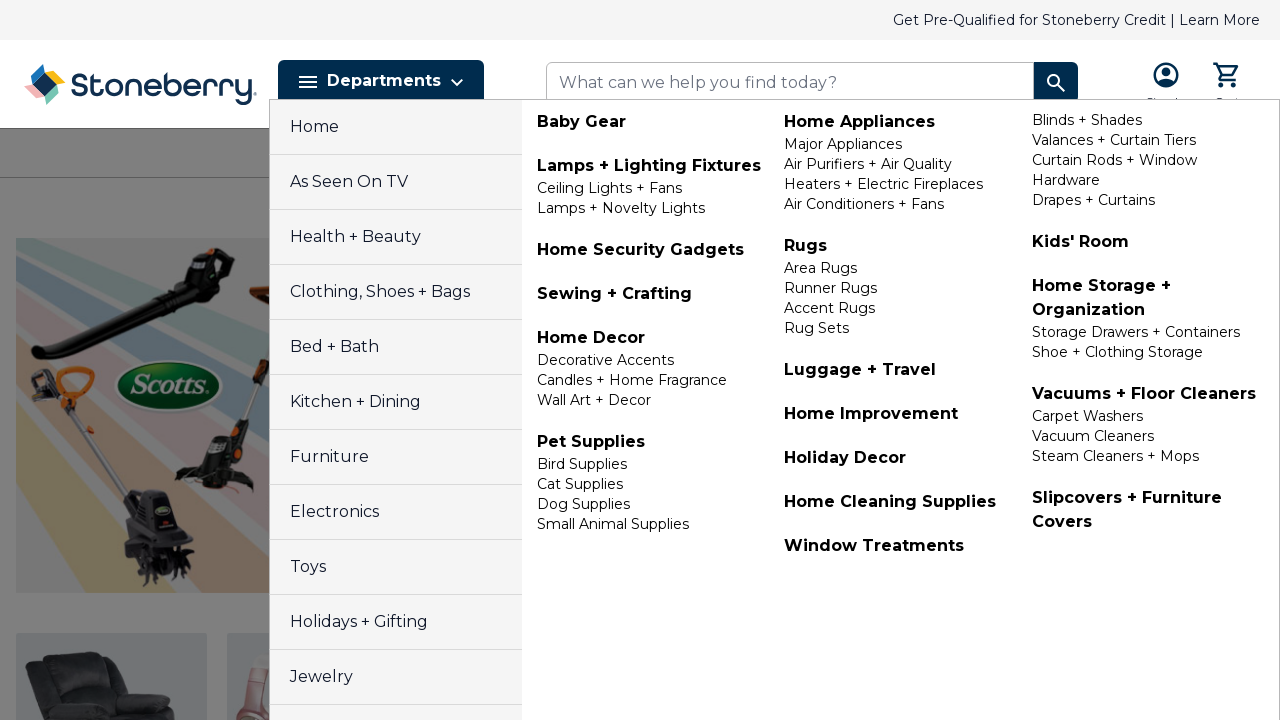 Get Pre-Qualified for Stoneberry Credit | Learn More
Stoneberry
Departments
What can we help you find today?
Home
As Seen On TV
Health + Beauty
Clothing, Shoes + Bags
Bed + Bath
Kitchen + Dining
Furniture
Electronics
Toys
Holidays + Gifting
Jewelry
Baby Gear
Lamps + Lighting Fixtures
Ceiling Lights + Fans
Lamps + Novelty Lights
Home Security Gadgets
Sewing + Crafting
Home Decor
Decorative Accents
Candles + Home Fragrance
Wall Art + Decor
Pet Supplies
Bird Supplies
Cat Supplies
Dog Supplies
Small Animal Supplies
Home Appliances
Major Appliances
Air Purifiers + Air Quality
Heaters + Electric Fireplaces
Air Conditioners + Fans
Rugs
Area Rugs
Runner Rugs
Accent Rugs
Rug Sets
Luggage + Travel
Home Improvement
Holiday Decor
Home Cleaning Supplies
Window Treatments
Blinds + Shades
Valances + Curtain Tiers
Curtain Rods + Window
Hardware
Drapes + Curtains
Kids' Room
Home Storage +
Organization
Storage Drawers + Containers
Shoe + Clothing Storage
Vacuums + Floor Cleaners
Carpet Washers
Vacuum Cleaners
Steam Cleaners + Mops
Slipcovers + Furniture
Covers
Scotts